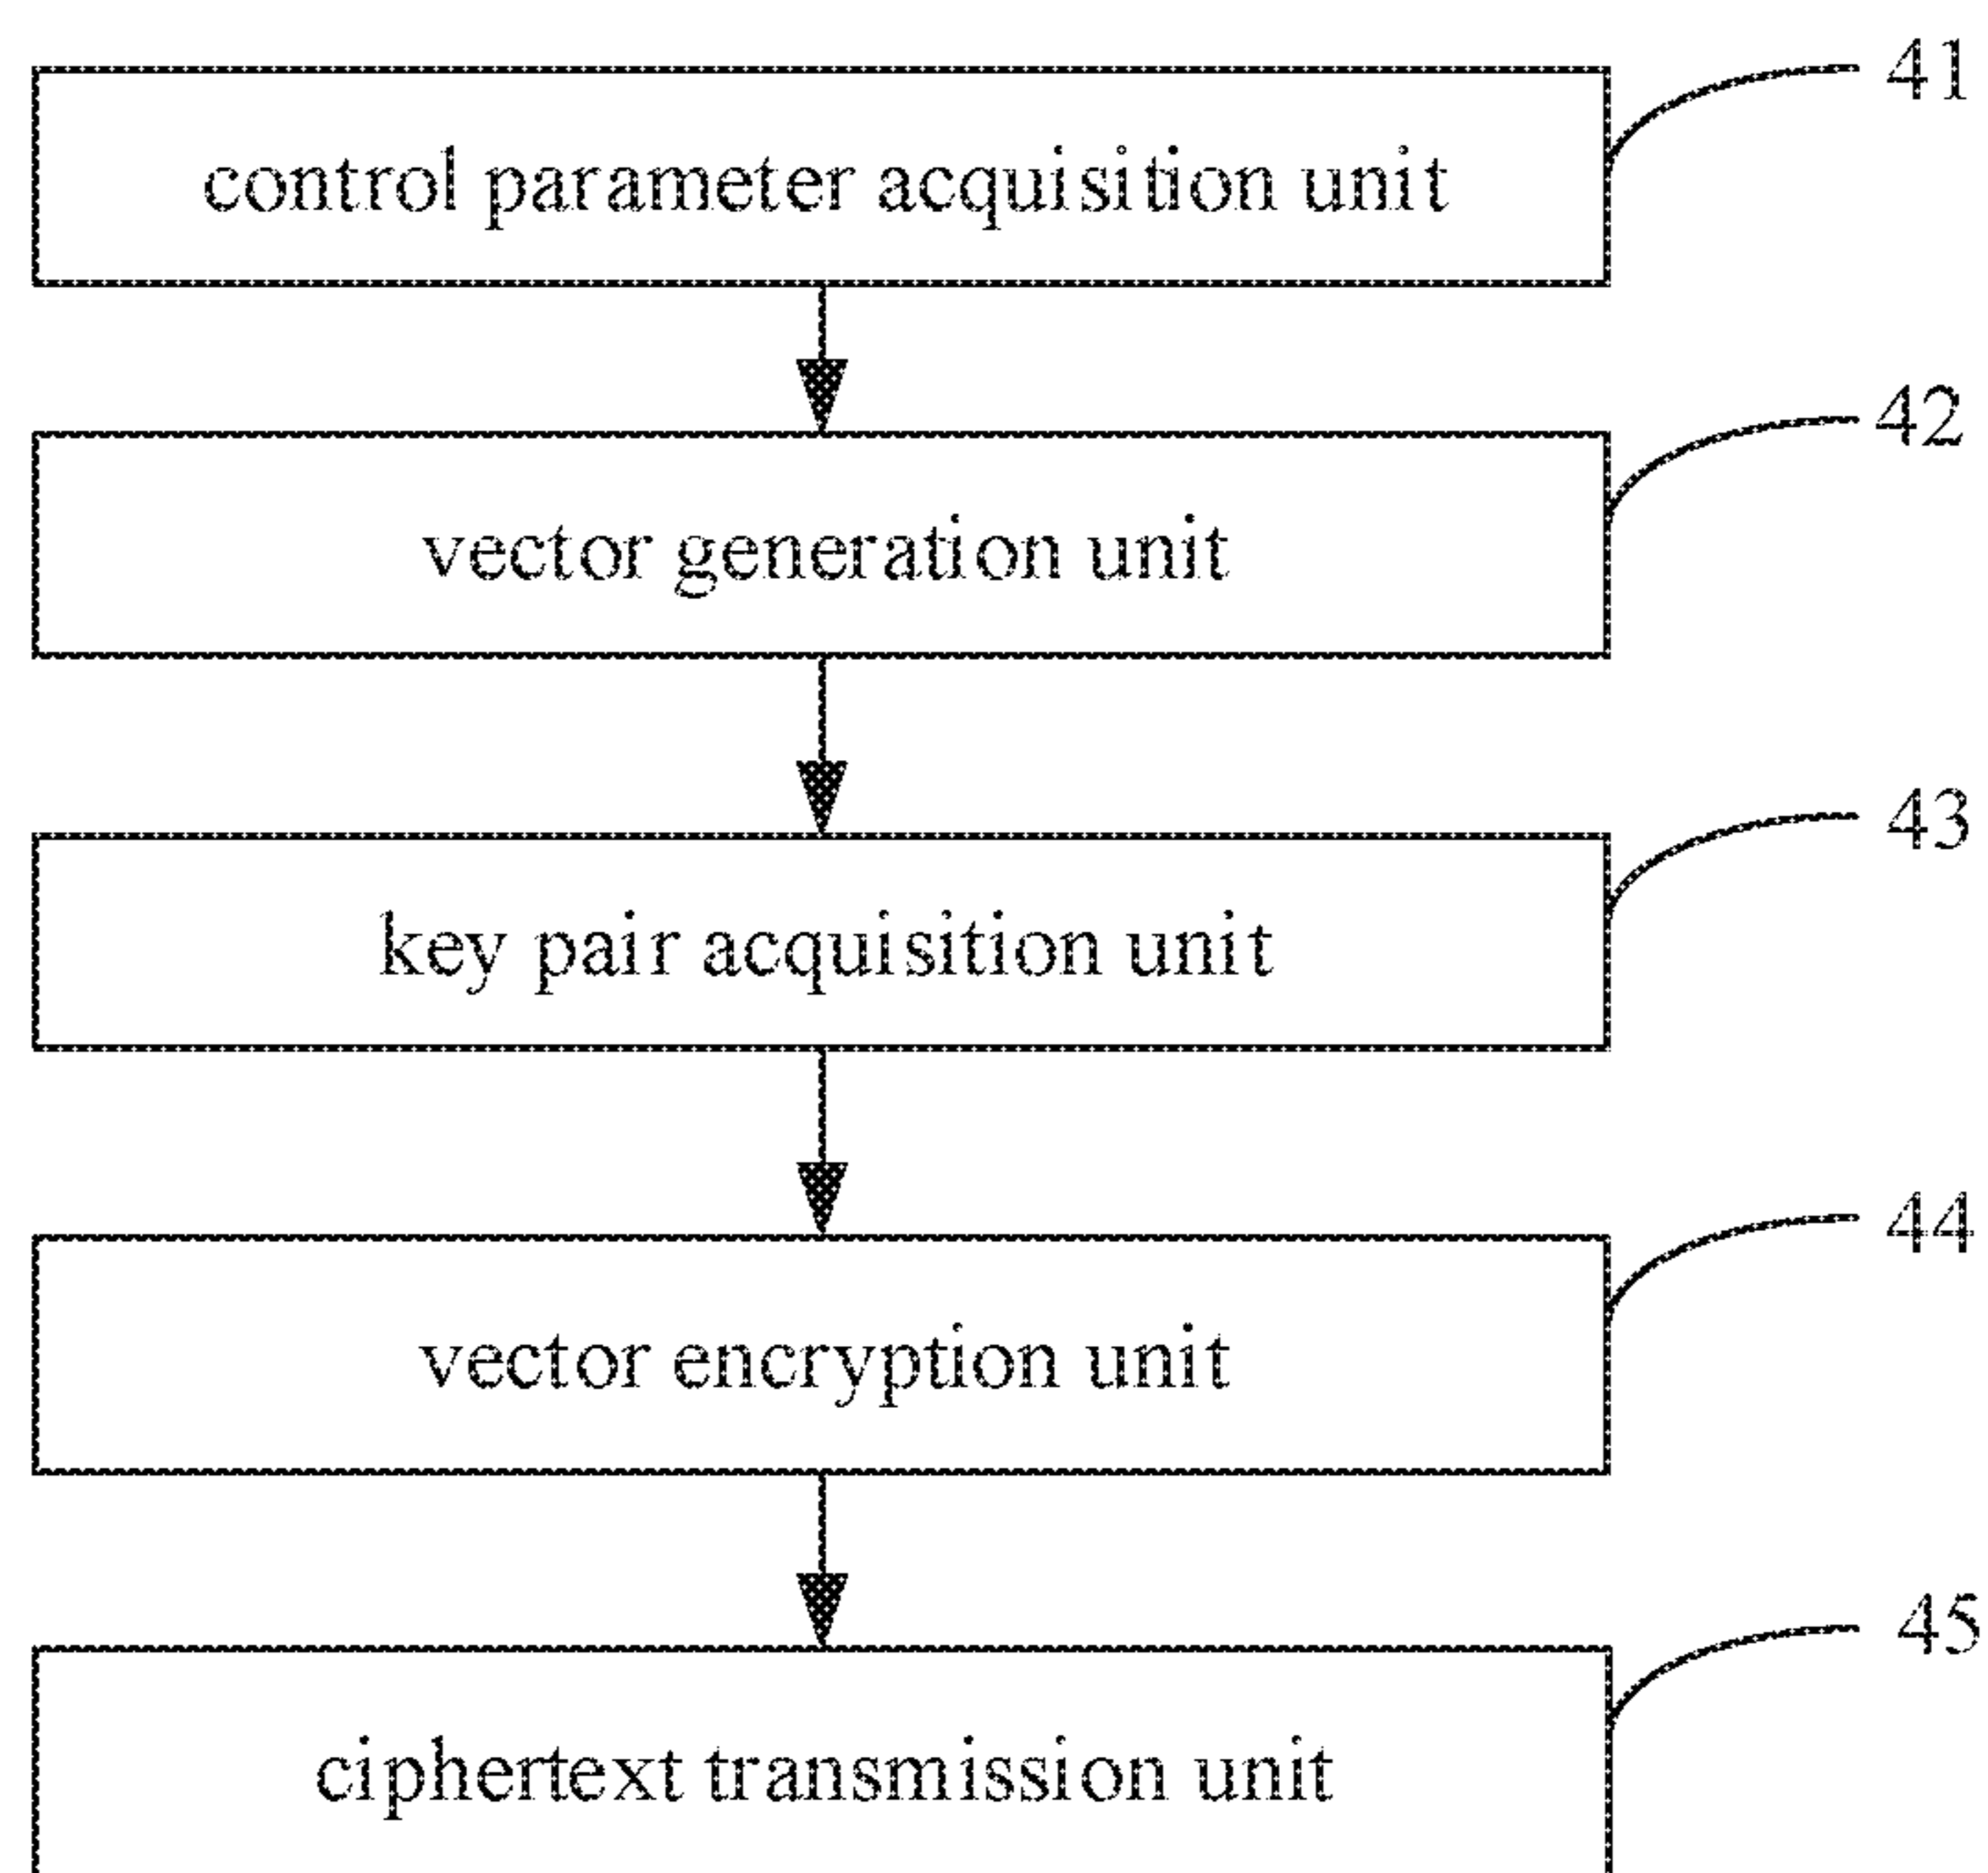 41
control parameter acquisition unit
42
vector generation unit
43
key pair acquisition unit
44
vector encryption unit
45
ciphertext transmission unit